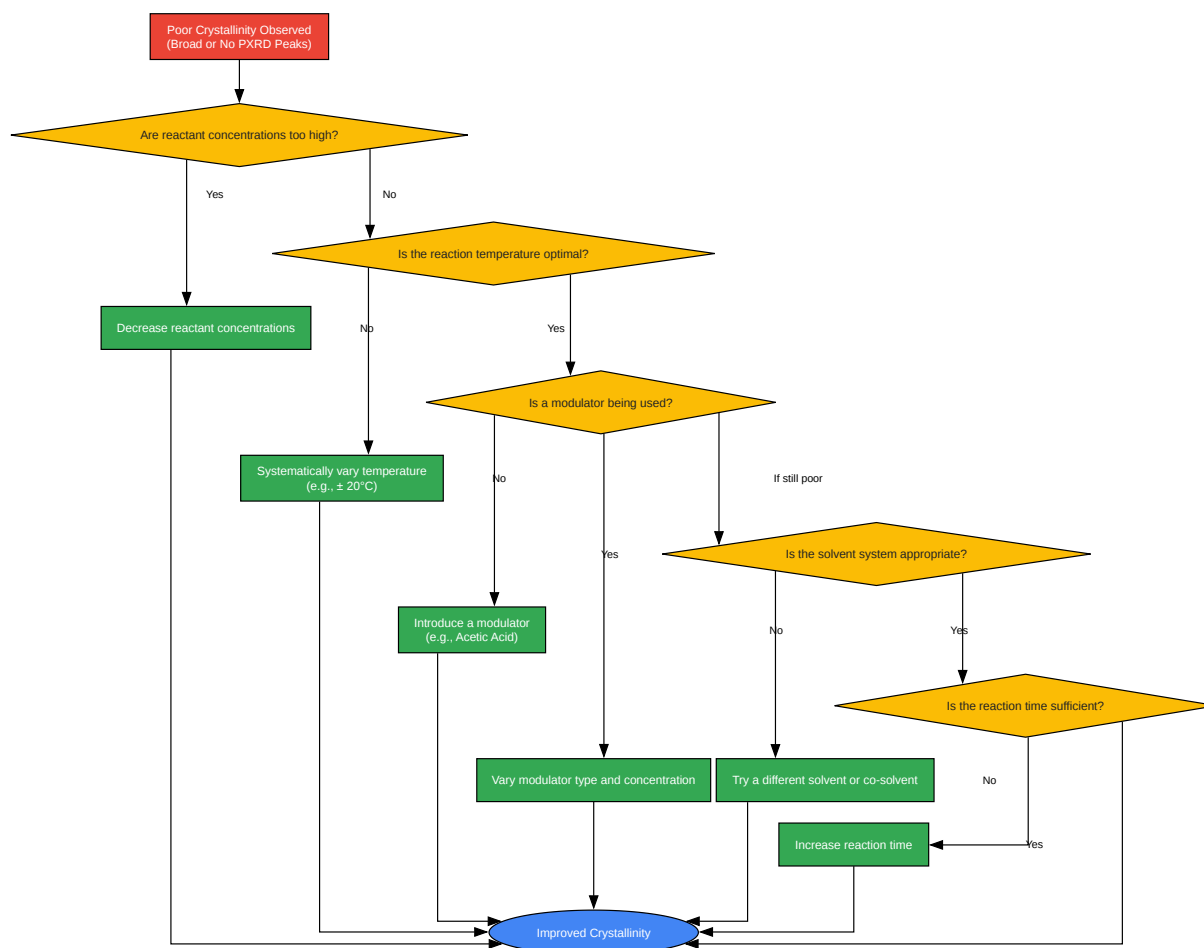 Poor Crystallinity Observed
(Broad or No PXRD Peaks)
Are reactant concentrations too high?
Yes
No
Is the reaction temperature optimal?
Decrease reactant concentrations
No
Yes
Is a modulator being used?
Systematically vary temperature
(e.g., ± 20°C)
No
If still poor
Yes
Is the solvent system appropriate?
Introduce a modulator
(e.g., Acetic Acid)
No
Yes
Is the reaction time sufficient?
Vary modulator type and concentration
Try a different solvent or co-solvent
No
Increase reaction time
Yes
Improved Crystallinity